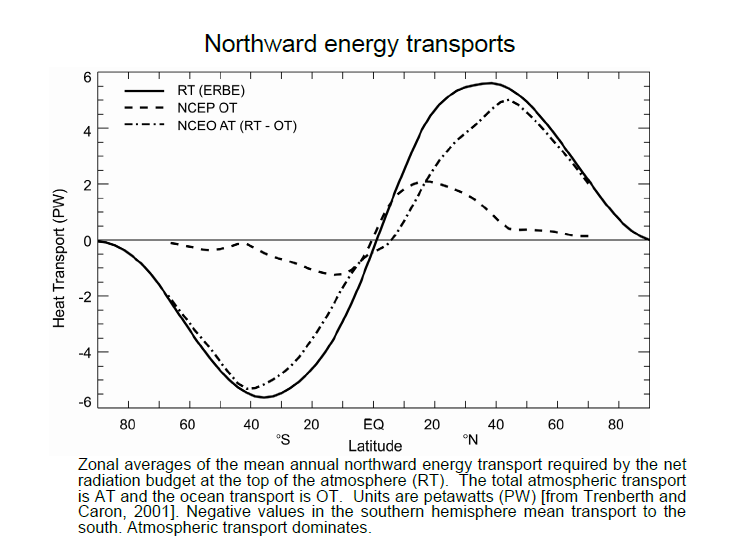 Northward energy transports
RT (ERBE)
NCEP OT
NCEO AT (RT - OT)
Heat Transport (PW)
6
4
2
0
-2
-4
-6
80 60 40 20 EQ 20 40 60 80
°S °N
Latitude
Zonal averages of the mean annual northward energy transport required by the net
radiation budget at the top of the atmosphere (RT). The total atmospheric transport
is AT and the ocean transport is OT. Units are petawatts (PW) [from Trenberth and
Caron, 2001]. Negative values in the southern hemisphere mean transport to the
south. Atmospheric transport dominates.